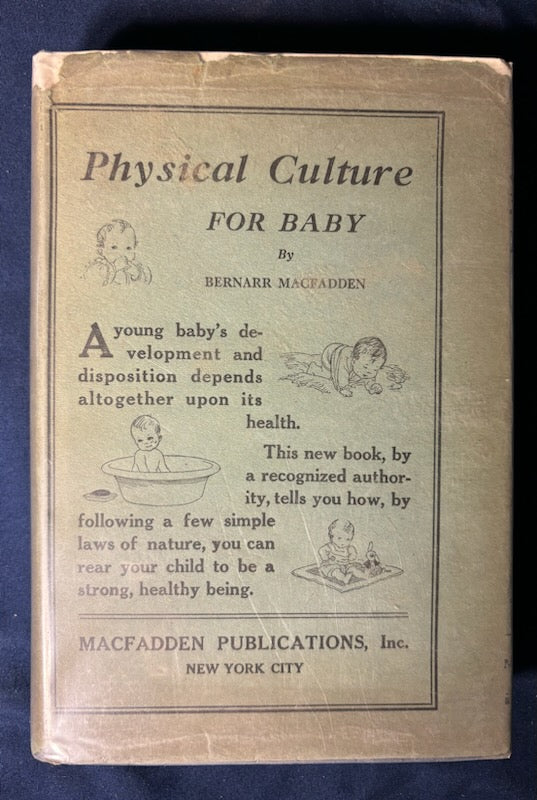 Physical Culture
FOR BABY
By
BERNARR MACFADDEN
A young baby's de-
velopment and
disposition depends
altogether upon its
health.
This new book, by
a recognized author-
ity, tells you how, by
following a few simple
laws of nature, you can
rear your child to be a
strong, healthy being.
MACFADDEN PUBLICATIONS, Inc.
NEW YORK CITY